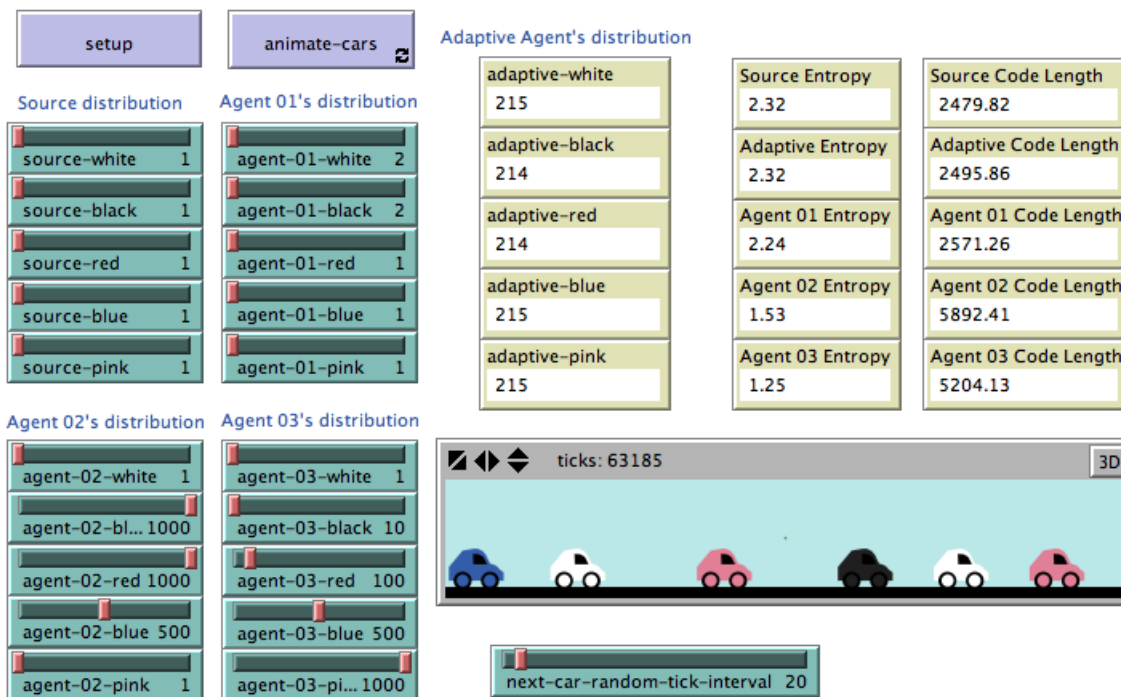 setup
animate-cars
Source distribution
source-white 1
source-black 1
source-red 1
source-blue 1
source-pink 1
Agent 01's distribution
agent-01-white 2
agent-01-black 2
agent-01-red 1
agent-01-blue 1
agent-01-pink 1
Agent 02's distribution
agent-02-white 1
agent-02-bl... 1000
agent-02-red 1000
agent-02-blue 500
agent-02-pink 1
Agent 03's distribution
agent-03-white 1
agent-03-black 10
agent-03-red 100
agent-03-blue 500
agent-03-pi... 1000
Adaptive Agent's distribution
adaptive-white
215
adaptive-black
214
adaptive-red
214
adaptive-blue
215
adaptive-pink
215
Source Entropy
2.32
Adaptive Entropy
2.32
Agent 01 Entropy
2.24
Agent 02 Entropy
1.53
Agent 03 Entropy
1.25
Source Code Length
2479.82
Adaptive Code Length
2495.86
Agent 01 Code Length
2571.26
Agent 02 Code Length
5892.41
Agent 03 Code Length
5204.13
ticks: 63185
3D
next-car-random-tick-interval 20